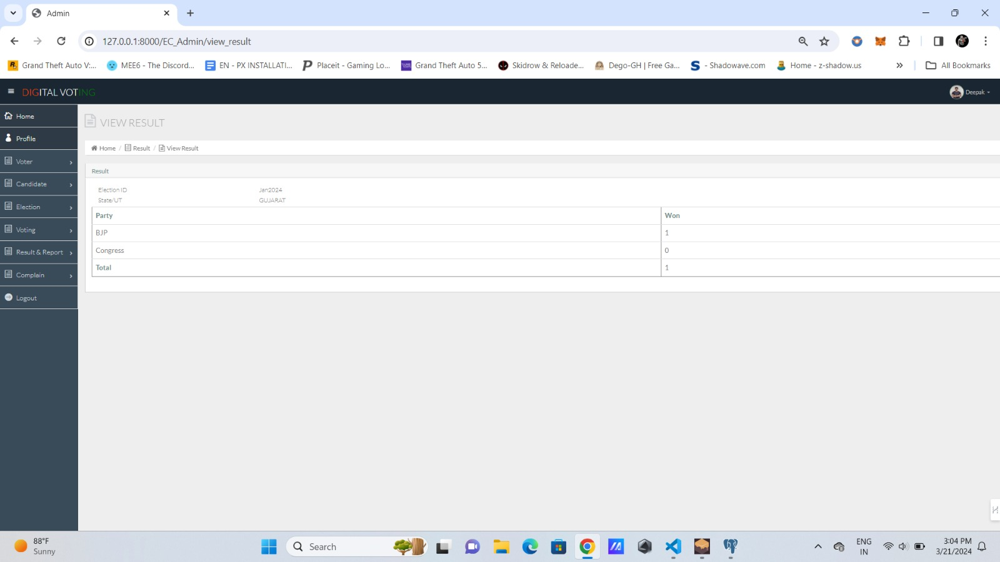 Admin
127.0.0.1:8000/EC_Admin/view_result
Grand Theft Auto V:... MEE6 - The Discord... EN - PX INSTALLATI... Placeit - Gaming Lo... Grand Theft Auto 5... Skidrow & Reloade... Dego-GH | Free Ga... - Shadowave.com Home - z-shadow.us » All Bookmarks
DIGITAL VOTING Deepak
Home
Profile
Voter
Candidate
Election
Voting
Result & Report
Complain
Logout
VIEW RESULT
Home / Result / View Result
Result
Election ID Jan2024
State/UT GUJARAT
Party Won
BJP 1
Congress 0
Total 1
88°F
Sunny
Search
ENG
IN
3:04 PM
3/21/2024